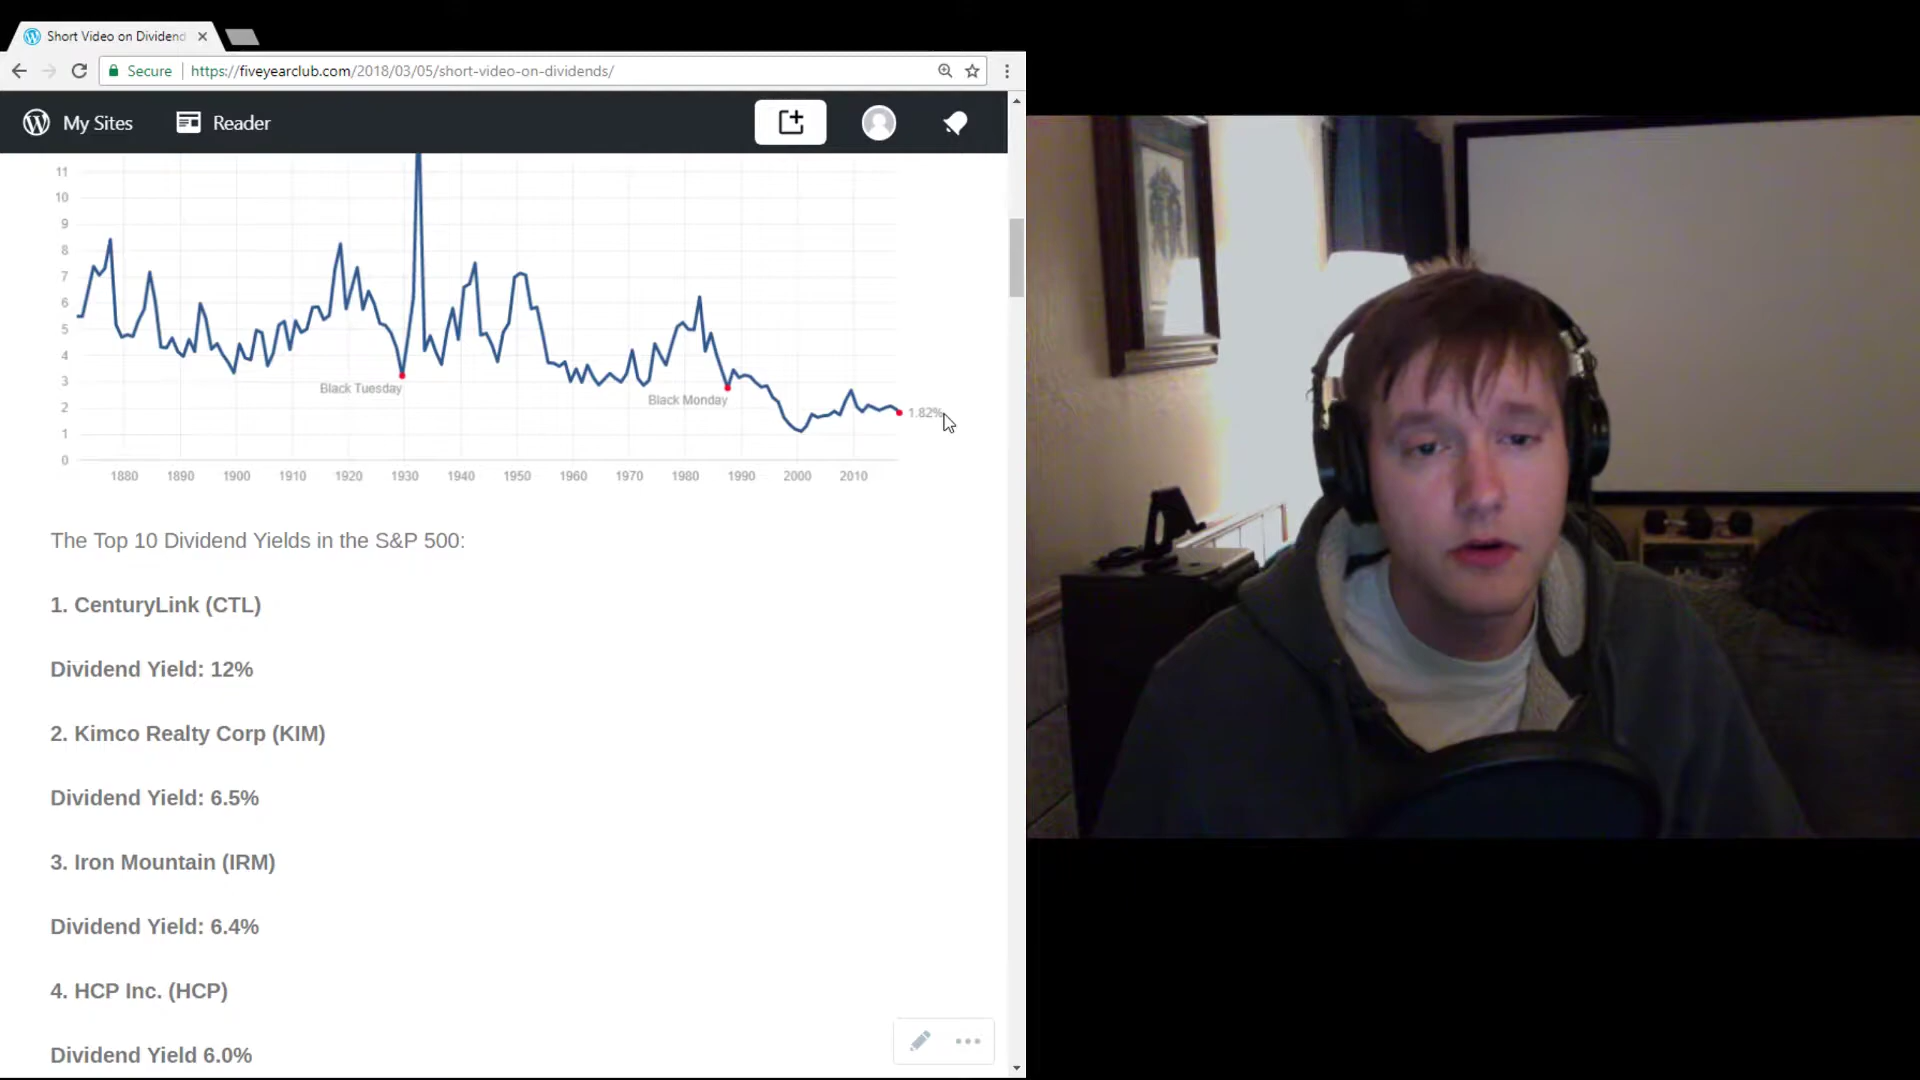 Short Video on Dividend
Secure https://fiveyearclub.com/2018/03/05/short-video-on-dividends/
My Sites Reader
11
10
9
8
7
6
5
4
3
2
1
0
Black Tuesday
Black Monday
1.82%
1880 1890 1900 1910 1920 1930 1940 1950 1960 1970 1980 1990 2000 2010
The Top 10 Dividend Yields in the S&P 500:
1. CenturyLink (CTL)
Dividend Yield: 12%
2. Kimco Realty Corp (KIM)
Dividend Yield: 6.5%
3. Iron Mountain (IRM)
Dividend Yield: 6.4%
4. HCP Inc. (HCP)
Dividend Yield 6.0%